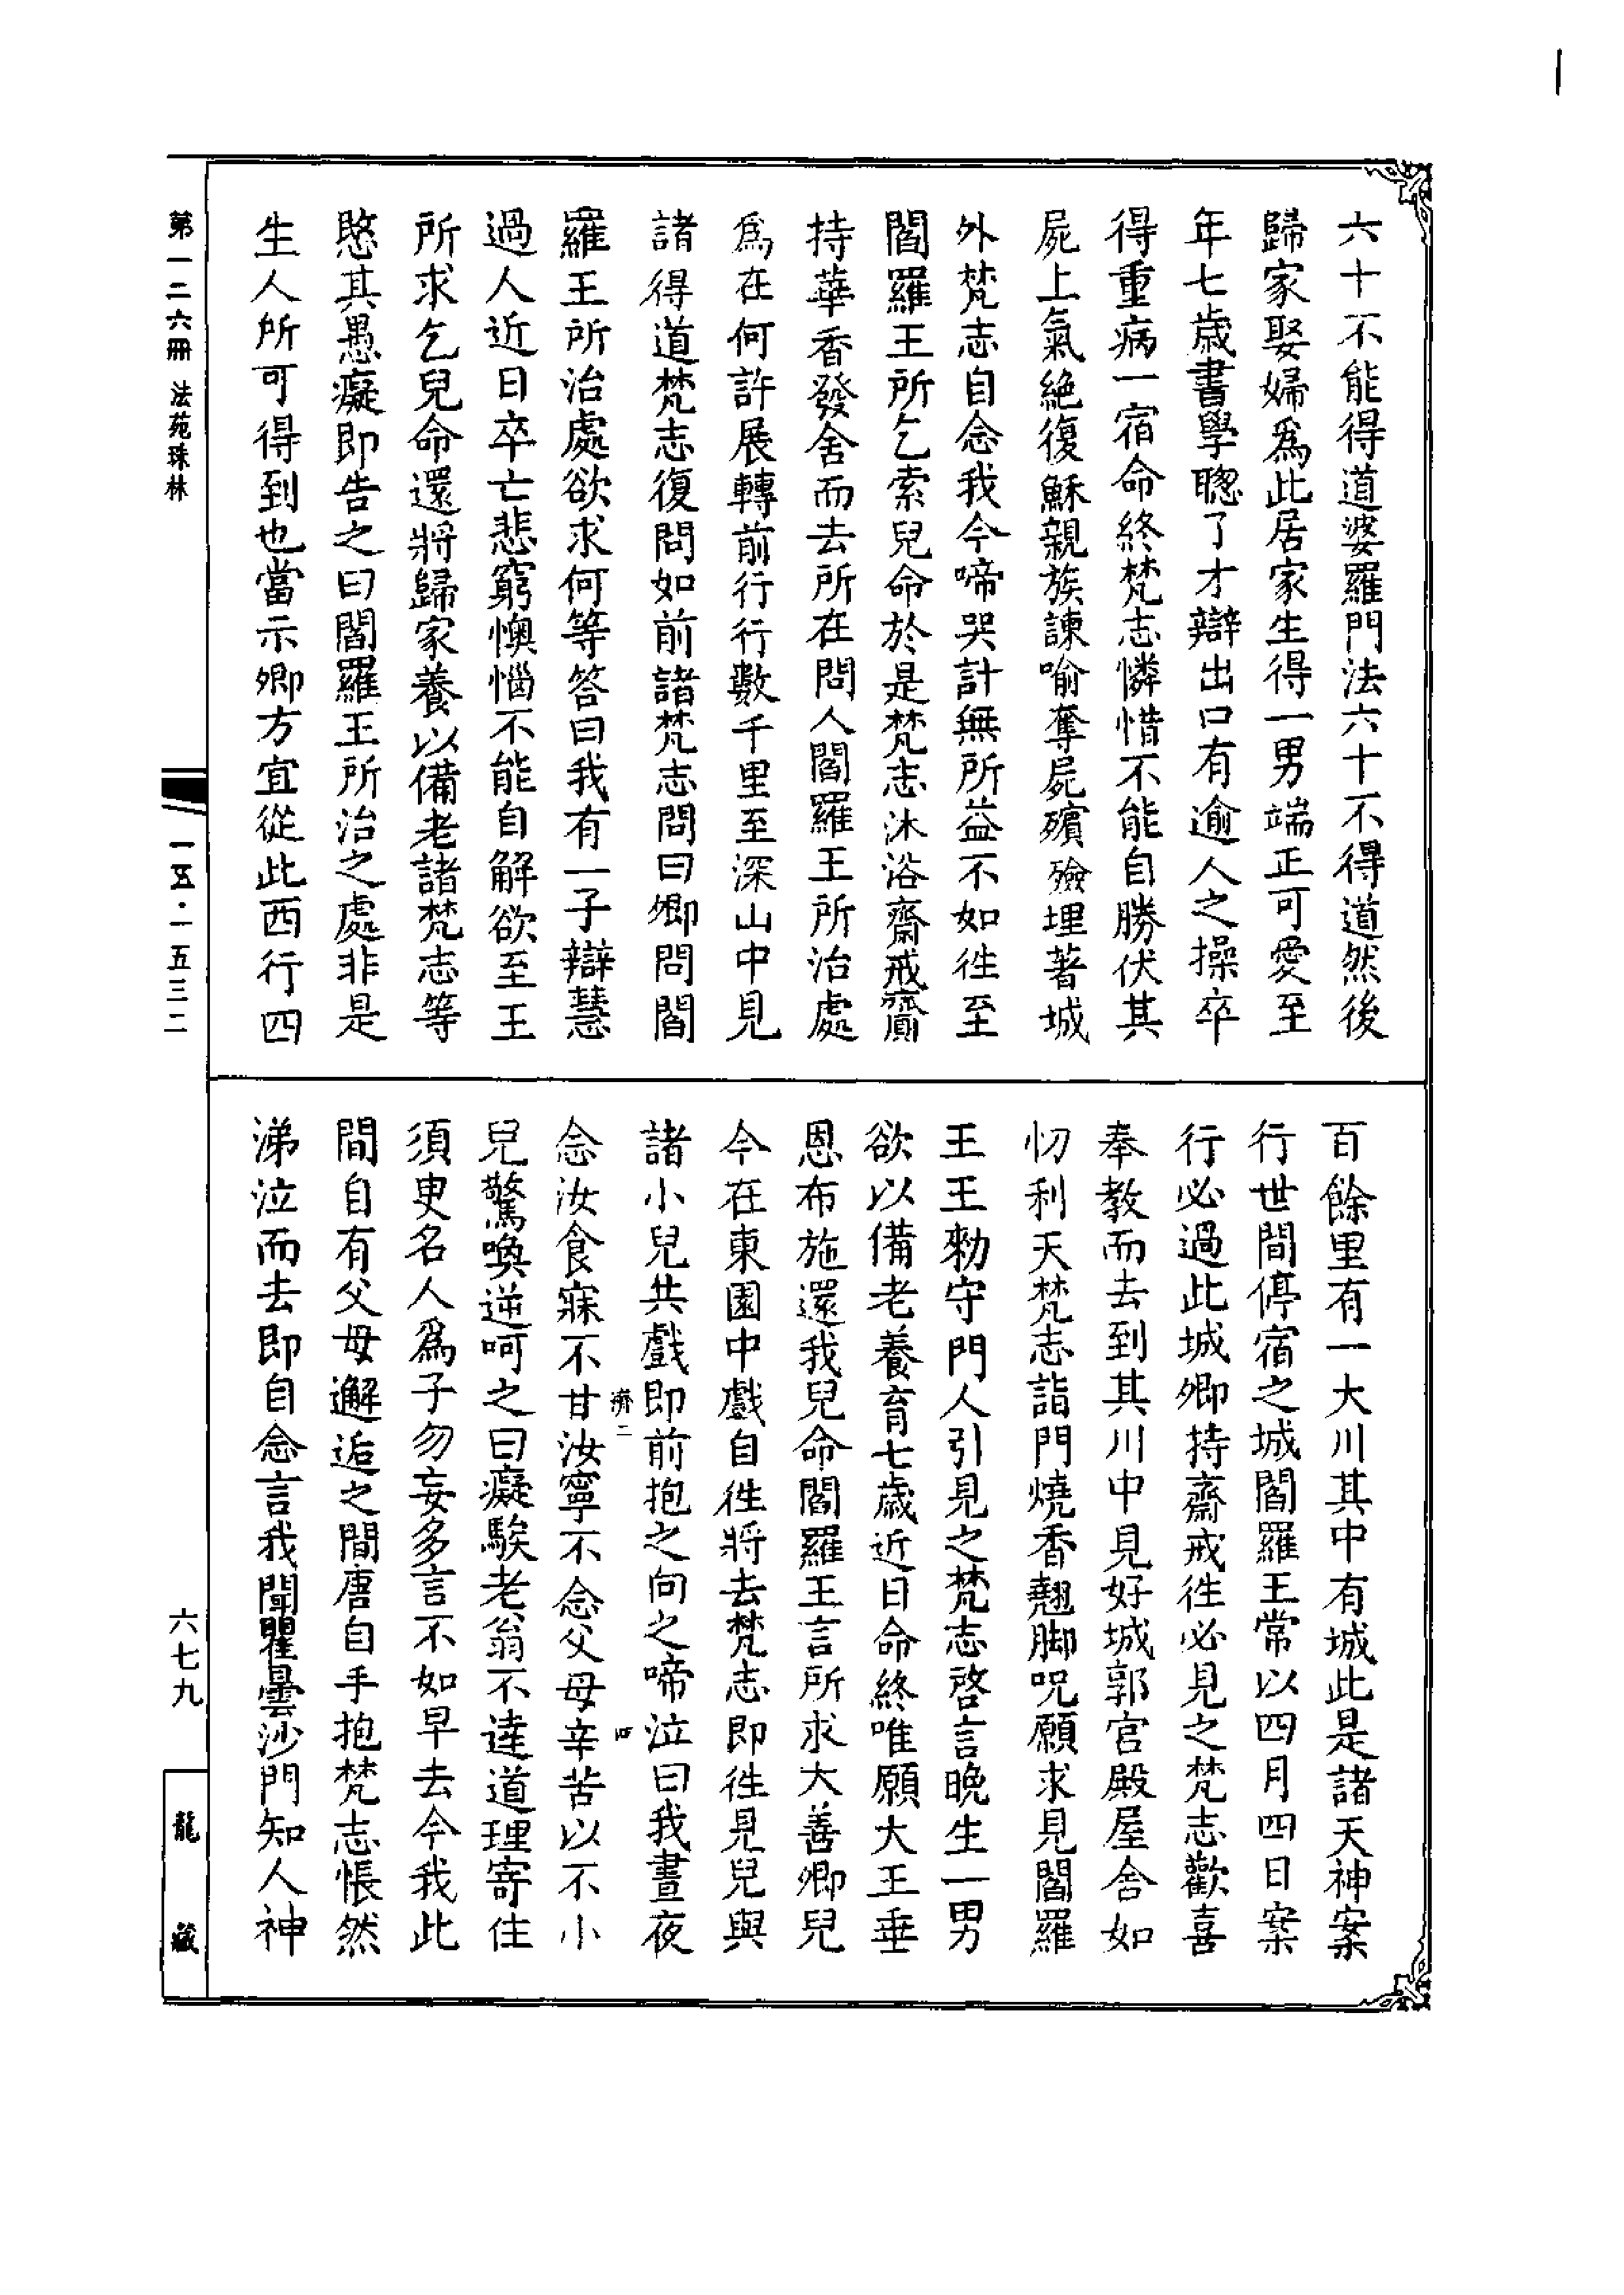 六十不能得道婆羅門法六十不得道然後
歸家娶婦爲此居家生得一男端正可愛至
年七歲書學聰了才辯出口有逾人之操卒
得重病一宿命終梵志憐惜不能自勝伏其
屍上氣絕復穌親族諫喻奪屍殯殮埋著城
外梵志自念我今啼哭計無所益不如徃至
閻羅王所乞索兒命於是梵志沐浴齋戒齎
持華香發舍而去所在問人閻羅王所治處
爲在何許展轉前行行數千里至深山中見
諸得道梵志復問如前諸梵志問曰卿問閻
羅王所治處欲求何等答曰我有一子辯慧
過人近日卒亡悲窮懊惱不能自解欲至王
所求乞兒命還將歸家養以備老諸梵志等
愍其愚癡即告之曰閻羅王所治之處非是
生人所可得到也當示卿方宜從此西行四
百餘里有一大川其中有城此是諸天神案
行世間停宿之城閻羅王常以四月四日案
行必過此城卿持齋戒徃必見之梵志歡喜
奉教而去到其川中見好城郭宮殿屋舍如
忉利天梵志詣門燒香翹脚呪願求見閻羅
王王勑守門人引見之梵志啓言晚生一男
欲以備老養育七歲近日命終唯願大王垂
恩布施還我兒命閻羅王言所求大善卿兒
今在東園中戲自徃將去梵志即徃見兒與
諸小兒共戲即前抱之向之啼泣曰我晝夜
濟二
念汝食寐不甘汝寧不念父母辛苦以不小
兒驚喚逆呵之曰癡騃老翁不達道理寄住
須臾名人爲子勿妄多言不如早去今我此
間自有父母邂逅之間唐自手抱梵志悵然
涕泣而去即自念言我聞瞿曇沙門知人神
第一二六冊 法苑珠林
一五·一五三二
六七九
龍藏